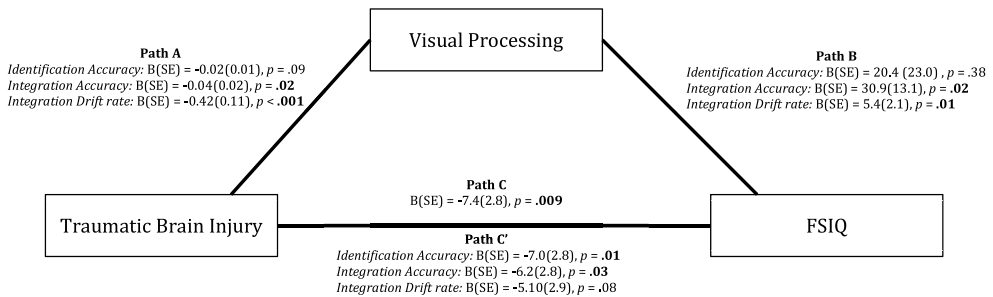 Visual Processing
Path A
Identification Accuracy: B(SE) = -0.02(0.01), p = .09
Integration Accuracy: B(SE) = -0.04(0.02), p = .02
Integration Drift rate: B(SE) = -0.42(0.11), p < .001
Path B
Identification Accuracy: B(SE) = 20.4 (23.0) , p = .38
Integration Accuracy: B(SE) = 30.9(13.1), p = .02
Integration Drift rate: B(SE) = 5.4(2.1), p = .01
Traumatic Brain Injury
Path C
B(SE) = -7.4(2.8), p = .009
FSIQ
Path C’
Identification Accuracy: B(SE) = -7.0(2.8), p = .01
Integration Accuracy: B(SE) = -6.2(2.8), p = .03
Integration Drift rate: B(SE) = -5.10(2.9), p = .08